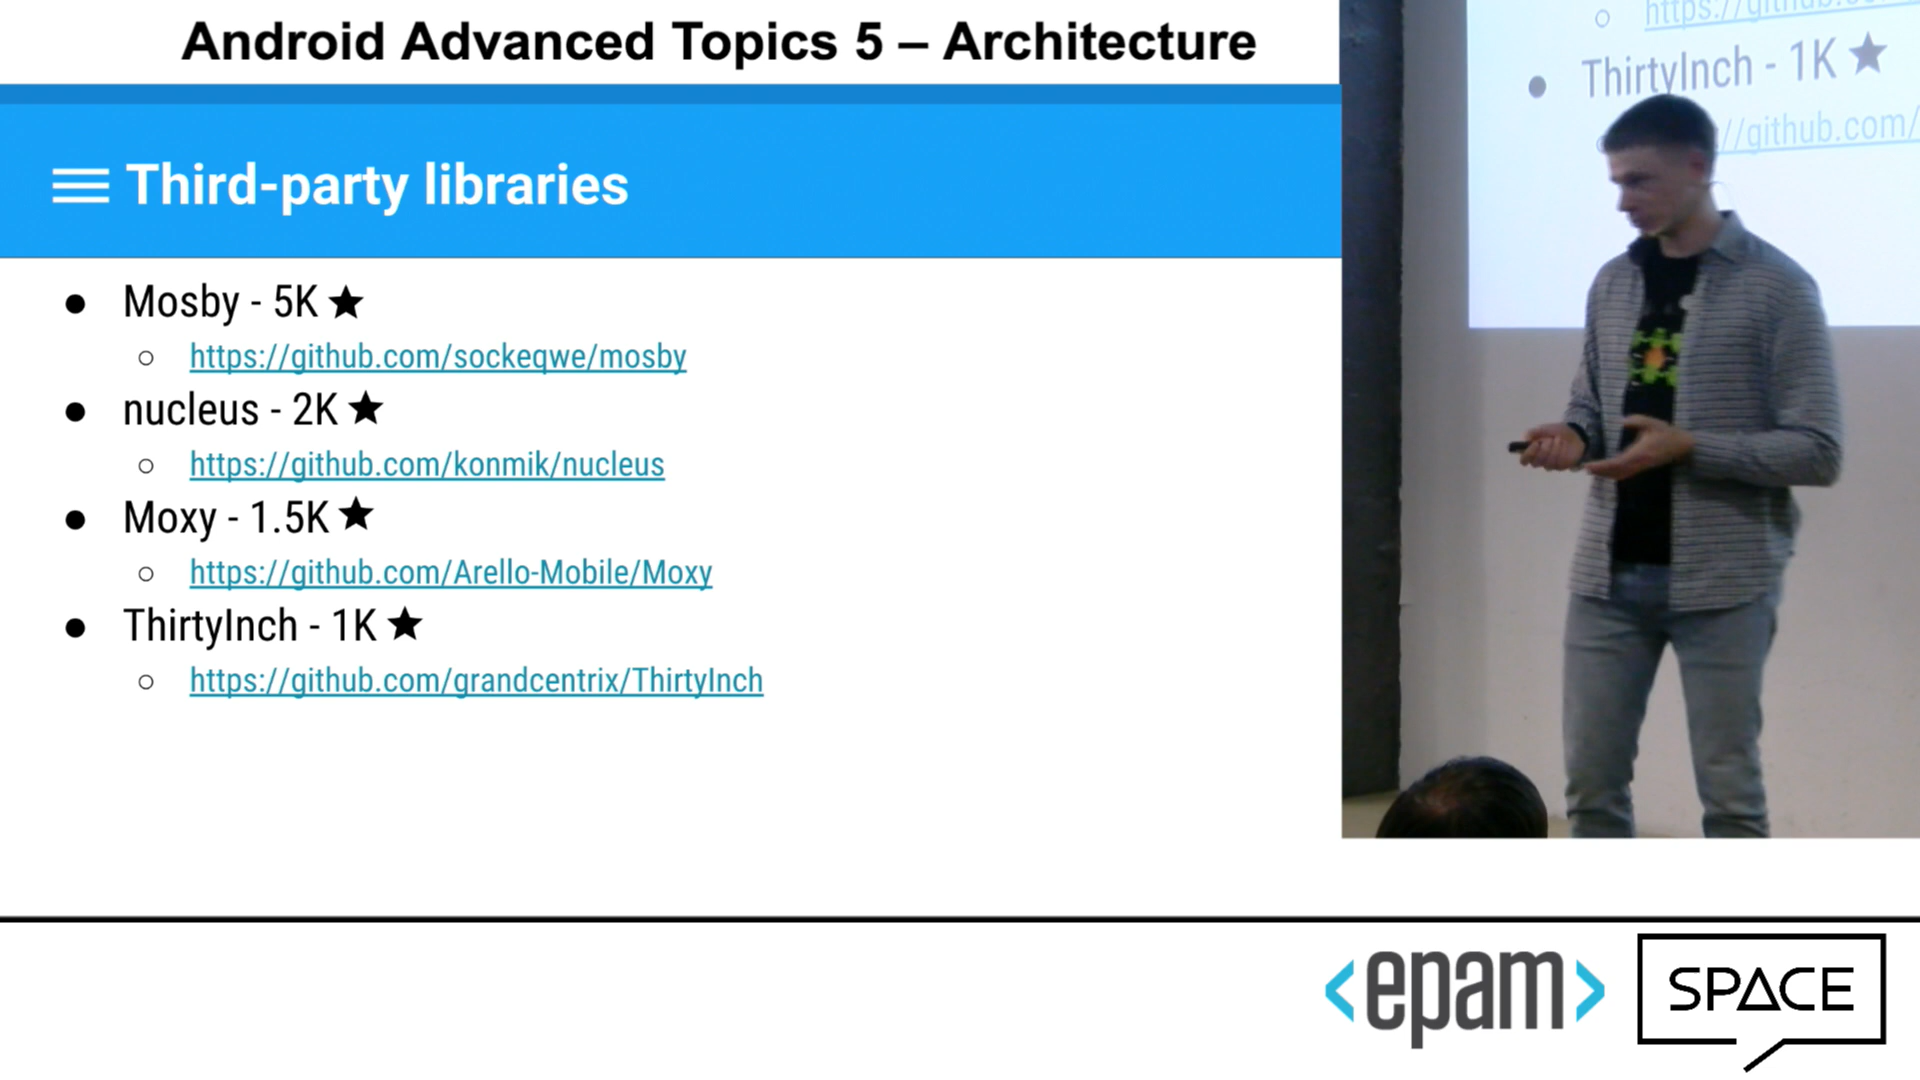 Android Advanced Topics 5 – Architecture
Third-party libraries
● Mosby - 5K ★
○ https://github.com/sockeqwe/mosby
● nucleus - 2K ★
○ https://github.com/konmik/nucleus
● Moxy - 1.5K ★
○ https://github.com/Arello-Mobile/Moxy
● ThirtyInch - 1K ★
○ https://github.com/grandcentrix/ThirtyInch
● ThirtyInch - 1K ★
//github.com/
<epam>
SPACE